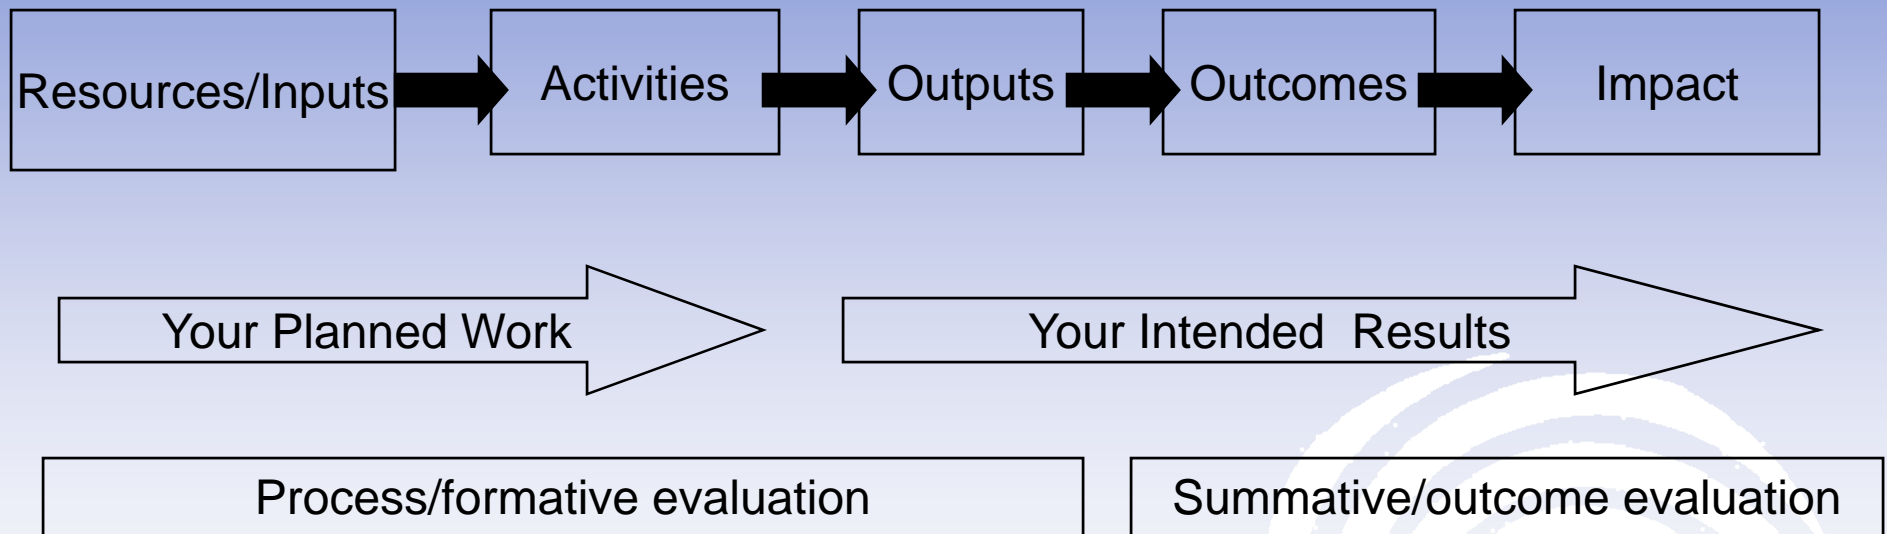 Resources/Inputs
Activities
Outputs
Outcomes
Impact
Your Planned Work
Your Intended Results
Process/formative evaluation
Summative/outcome evaluation